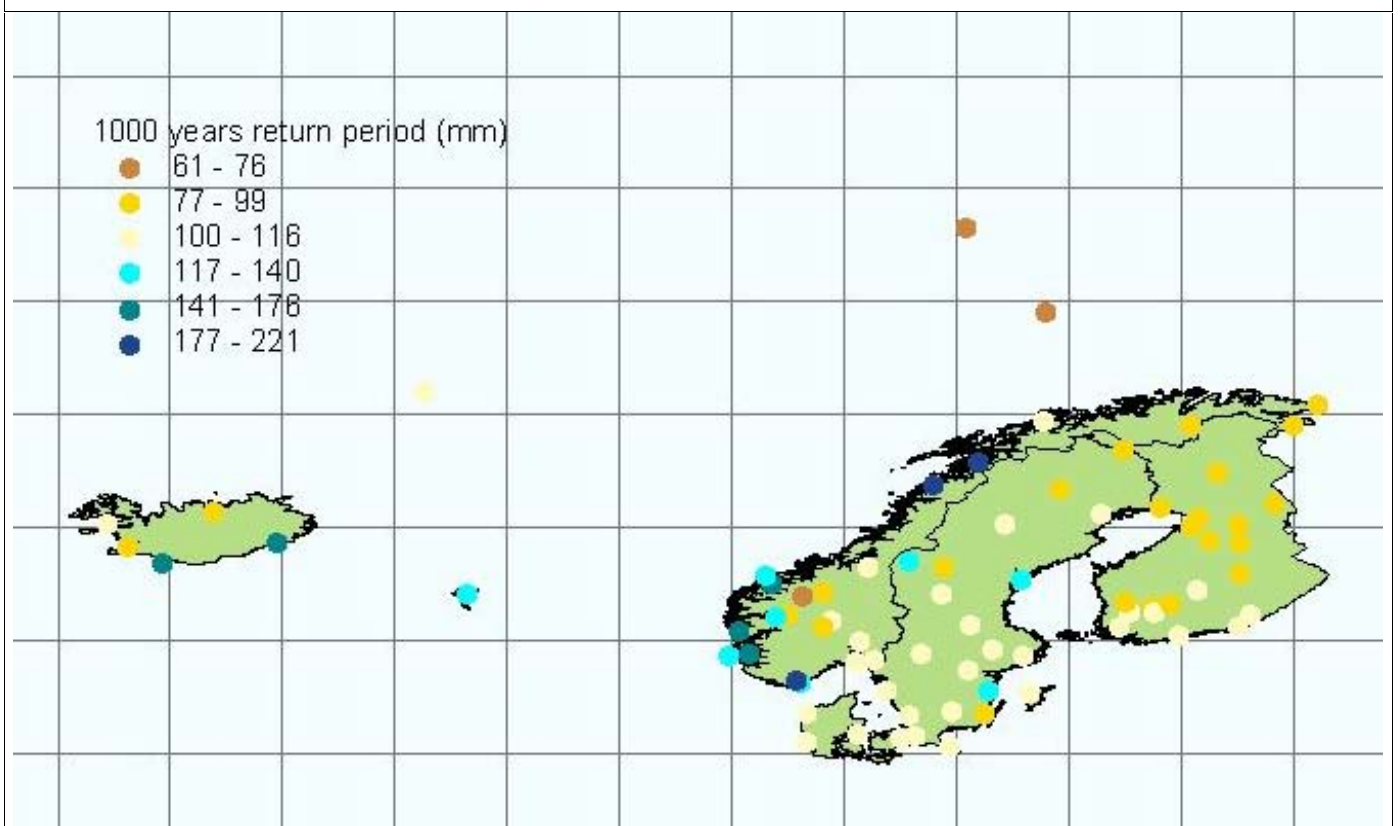 1000 years return period (mm)
61 - 76
77 - 99
100 - 116
117 - 140
141 - 176
177 - 221